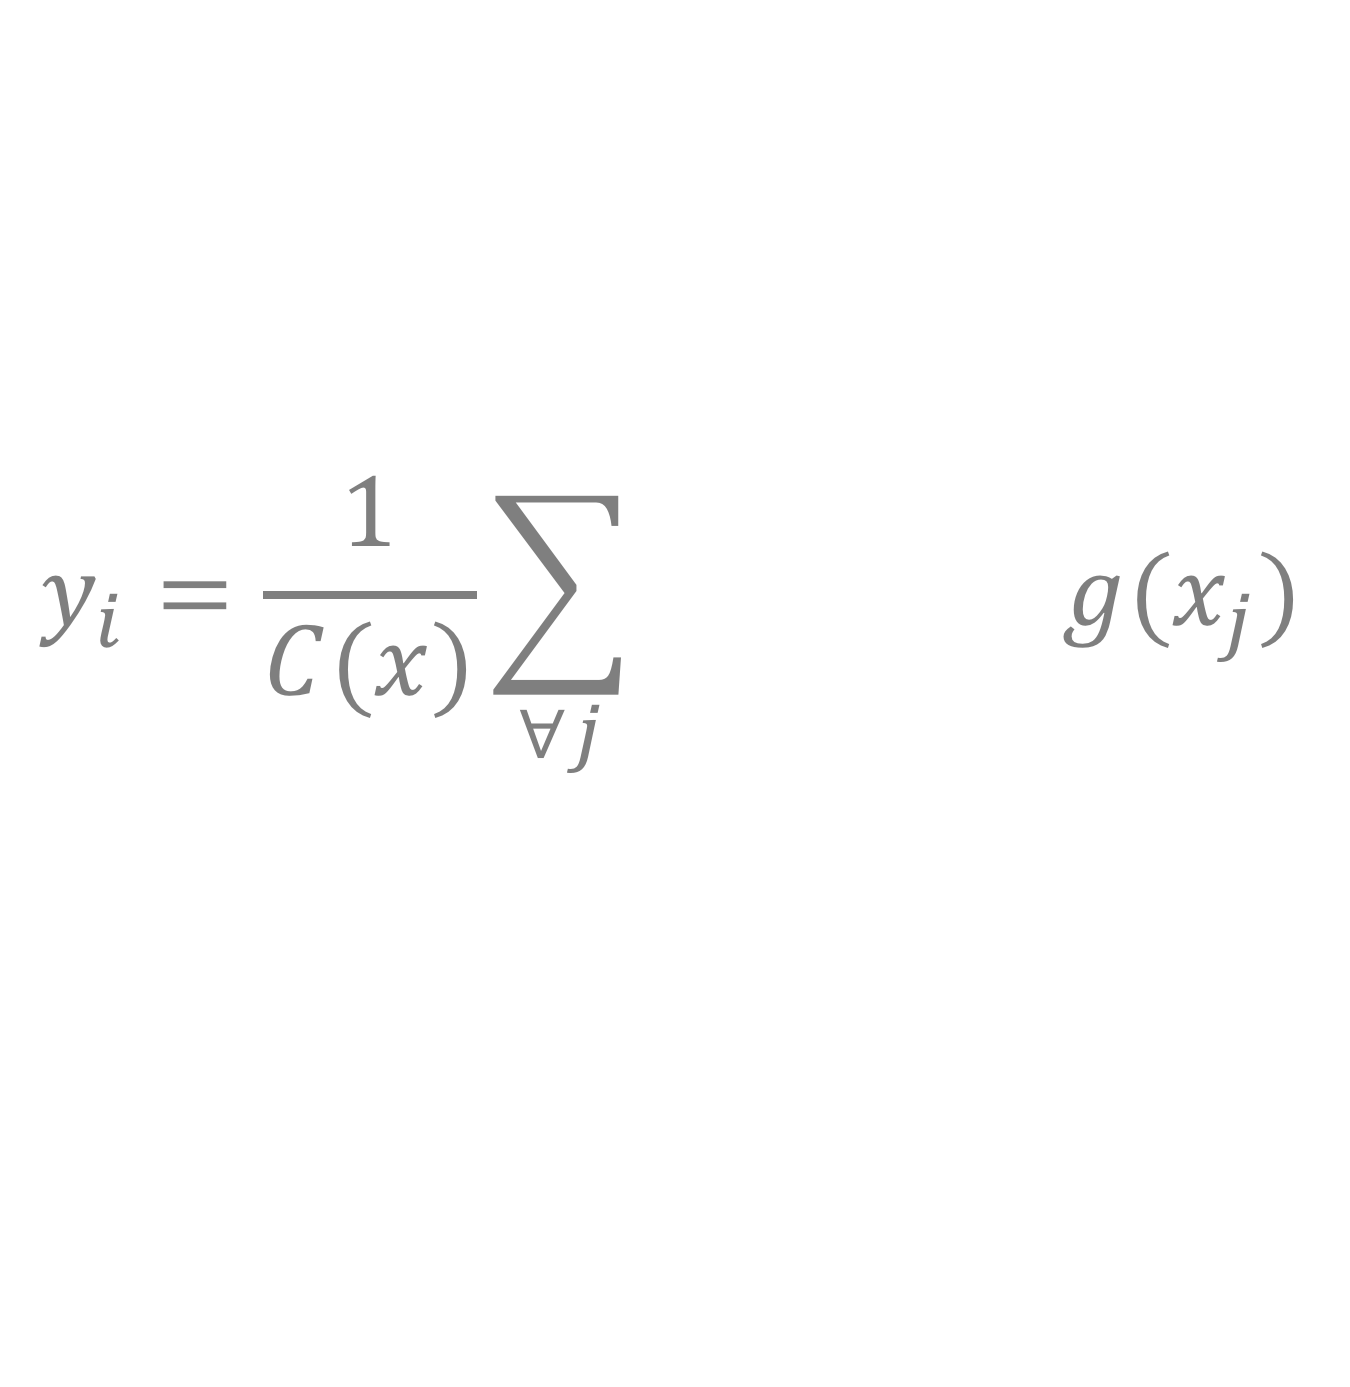 y_i = \frac{1}{C(x)} \sum_{\forall j} g(x_j)